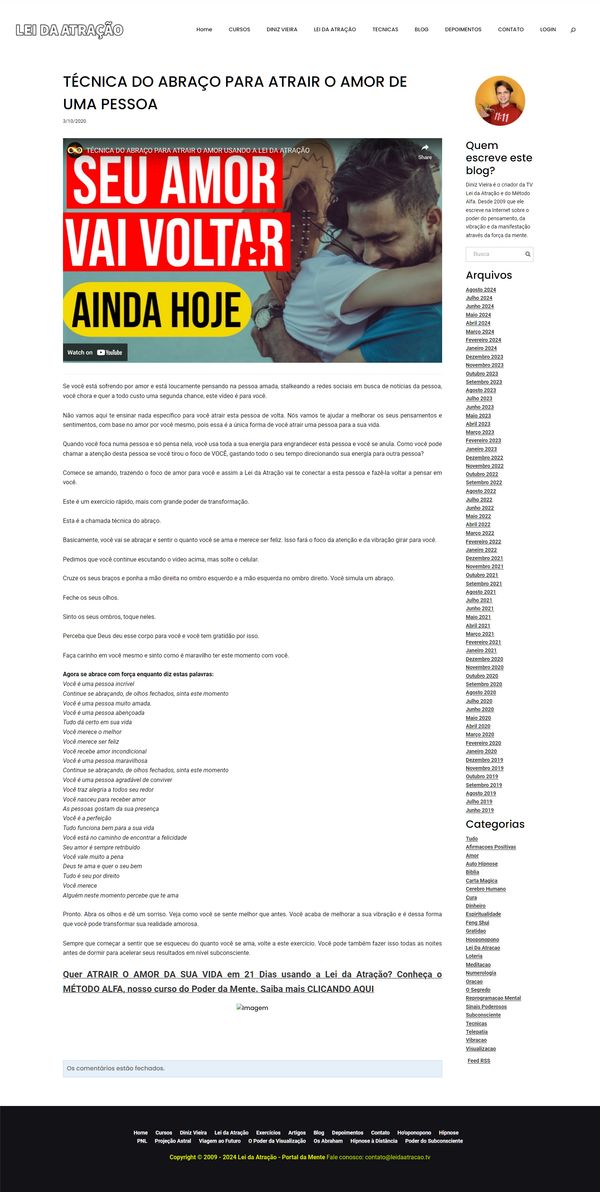 LEI DA ATRAÇÃO
Home CURSOS DINIZ VIEIRA LEI DA ATRAÇÃO TECNICAS BLOG DEPOIMENTOS CONTATO LOGIN
TÉCNICA DO ABRAÇO PARA ATRAIR O AMOR DE
UMA PESSOA
3/10/2020
TÉCNICA DO ABRAÇO PARA ATRAIR O AMOR USANDO A LEI DA ATRAÇÃO
Share
SEU AMOR
VAI VOLTAR
AINDA HOJE
Watch on YouTube
Se você está sofrendo por amor e está loucamente pensando na pessoa amada, stalkeando a redes sociais em busca de notícias da pessoa,
você chora e quer a todo custo uma segunda chance, este vídeo é para você.
Não vamos aqui te ensinar nada específico para você atrair esta pessoa de volta. Nós vamos te ajudar a melhorar os seus pensamentos e
sentimentos, com base no amor por você mesmo, pois essa é a única forma de você atrair uma pessoa para a sua vida.
Quando você foca numa pessoa e só pensa nela, você usa toda a sua energia para engrandecer esta pessoa e você se anula. Como você pode
chamar a atenção desta pessoa se você tirou o foco de VOCÊ, gastando todo o seu tempo direcionando sua energia para outra pessoa?
Comece se amando, trazendo o foco de amor para você e assim a Lei da Atração vai te conectar a esta pessoa e fazê-la voltar a pensar em
você.
Este é um exercício rápido, mais com grande poder de transformação.
Esta é a chamada técnica do abraço.
Basicamente, você vai se abraçar e sentir o quanto você se ama e merece ser feliz. Isso fará o foco da atenção e da vibração girar para você.
Pedimos que você continue escutando o vídeo acima, mas solte o celular.
Cruze os seus braços e ponha a mão direita no ombro esquerdo e a mão esquerda no ombro direito. Você simula um abraço.
Feche os seus olhos.
Sinto os seus ombros, toque neles.
Perceba que Deus deu esse corpo para você e você tem gratidão por isso.
Faça carinho em você mesmo e sinto como é maravilho ter este momento com você.
Agora se abrace com força enquanto diz estas palavras:
Você é uma pessoa incrível
Continue se abraçando, de olhos fechados, sinta este momento
Você é uma pessoa muito amada.
Você é uma pessoa abençoada
Tudo dá certo em sua vida
Você merece o melhor
Você merece ser feliz
Você recebe amor incondicional
Você é uma pessoa maravilhosa
Continue se abraçando, de olhos fechados, sinta este momento
Você é uma pessoa agradável de conviver
Você traz alegria a todos seu redor
Você nasceu para receber amor
As pessoas gostam da sua presença
Você é a perfeição
Tudo funciona bem para a sua vida
Você está no caminho de encontrar a felicidade
Seu amor é sempre retribuído
Você vale muito a pena
Deus te ama e quer o seu bem
Tudo é seu por direito
Você merece
Alguém neste momento percebe que te ama
Pronto. Abra os olhos e dê um sorriso. Veja como você se sente melhor que antes. Você acaba de melhorar a sua vibração e é dessa forma
que você pode transformar sua realidade amorosa.
Sempre que começar a sentir que se esqueceu do quanto você se ama, volte a este exercício. Você pode também fazer isso todas as noites
antes de dormir para acelerar seus resultados em nível subconsciente.
Quer ATRAIR O AMOR DA SUA VIDA em 21 Dias usando a Lei da Atração? Conheça o
MÉTODO ALFA, nosso curso do Poder da Mente. Saiba mais CLICANDO AQUI
Imagem
Os comentários estão fechados.
11:11
Quem
escreve este
blog?
Diniz Vieira é o criador da TV
Lei da Atração e do Método
Alfa. Desde 2009 que ele
escreve na Internet sobre o
poder do pensamento, da
vibração e da manifestação
através da força da mente.
Busca
Arquivos
Agosto 2024
Julho 2024
Junho 2024
Maio 2024
Abril 2024
Março 2024
Fevereiro 2024
Janeiro 2024
Dezembro 2023
Novembro 2023
Outubro 2023
Setembro 2023
Agosto 2023
Julho 2023
Junho 2023
Maio 2023
Abril 2023
Março 2023
Fevereiro 2023
Janeiro 2023
Dezembro 2022
Novembro 2022
Outubro 2022
Setembro 2022
Agosto 2022
Julho 2022
Junho 2022
Maio 2022
Abril 2022
Março 2022
Fevereiro 2022
Janeiro 2022
Dezembro 2021
Novembro 2021
Outubro 2021
Setembro 2021
Agosto 2021
Julho 2021
Junho 2021
Maio 2021
Abril 2021
Março 2021
Fevereiro 2021
Janeiro 2021
Dezembro 2020
Novembro 2020
Outubro 2020
Setembro 2020
Agosto 2020
Julho 2020
Junho 2020
Maio 2020
Abril 2020
Março 2020
Fevereiro 2020
Janeiro 2020
Dezembro 2019
Novembro 2019
Outubro 2019
Setembro 2019
Agosto 2019
Julho 2019
Junho 2019
Categorias
Tudo
Afirmacoes Positivas
Amor
Auto Hipnose
Bíblia
Carta Magica
Cerebro Humano
Cura
Dinheiro
Espiritualidade
Feng Shui
Gratidao
Hooponopono
Lei Da Atracao
Loteria
Meditacao
Numerologia
Oracao
O Segredo
Reprogramacao Mental
Sinais Poderosos
Subconsciente
Tecnicas
Telepatia
Vibracao
Visualizacao
Feed RSS
Home Cursos Diniz Vieira Lei da Atração Exercícios Artigos Blog Depoimentos Contato Ho'oponopono Hipnose
PNL Projeção Astral Viagem ao Futuro O Poder da Visualização Os Abraham Hipnose à Distância Poder do Subconsciente
Copyright © 2009 - 2024 Lei da Atração - Portal da Mente Fale conosco: contato@leidaatracao.tv